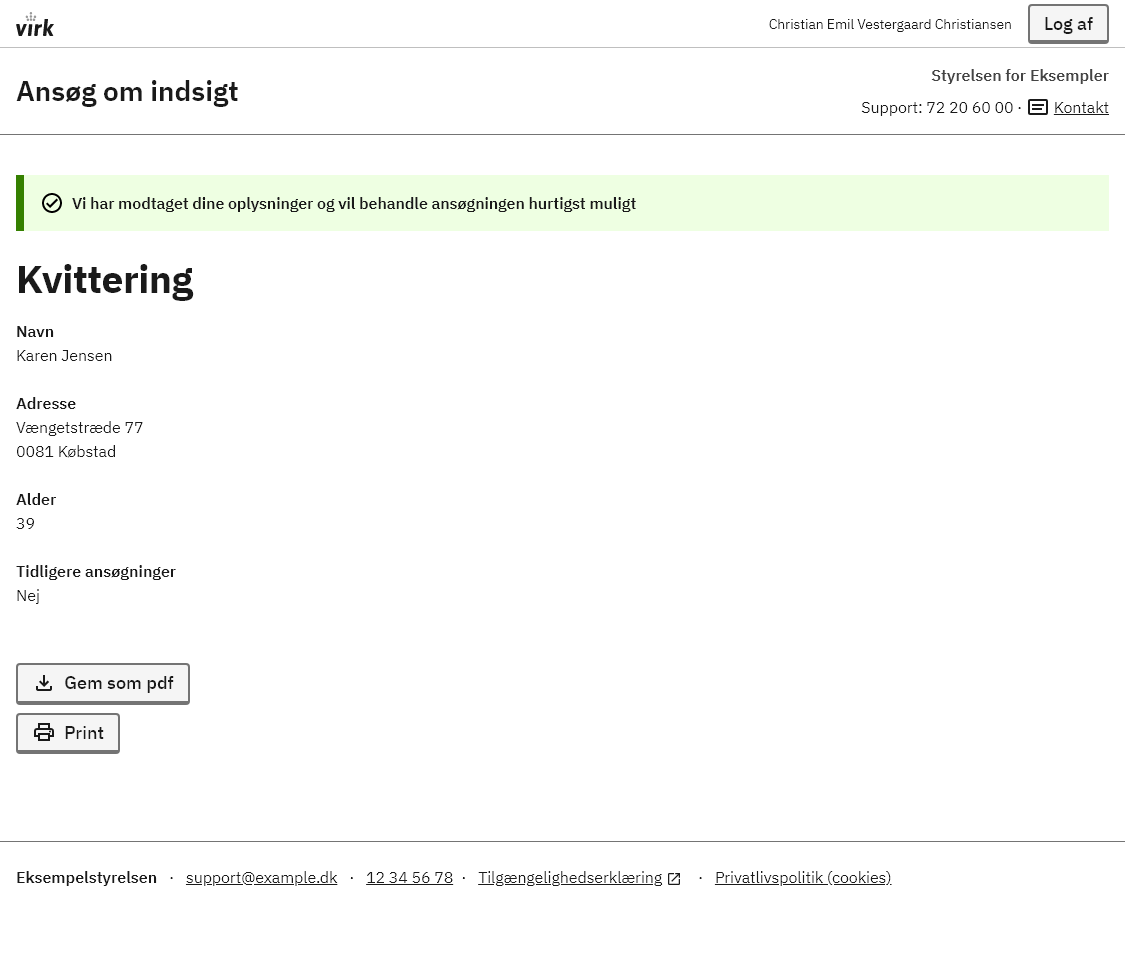 virk
Christian Emil Vestergaard Christiansen
Log af
Ansøg om indsigt
Styrelsen for Eksempler
Support: 72 20 60 00 · Kontakt
Vi har modtaget dine oplysninger og vil behandle ansøgningen hurtigst muligt
Kvittering
Navn
Karen Jensen
Adresse
Vængetstræde 77
0081 Købstad
Alder
39
Tidligere ansøgninger
Nej
Gem som pdf
Print
Eksempelstyrelsen · support@example.dk · 12 34 56 78 · Tilgængelighedserklæring · Privatlivspolitik (cookies)